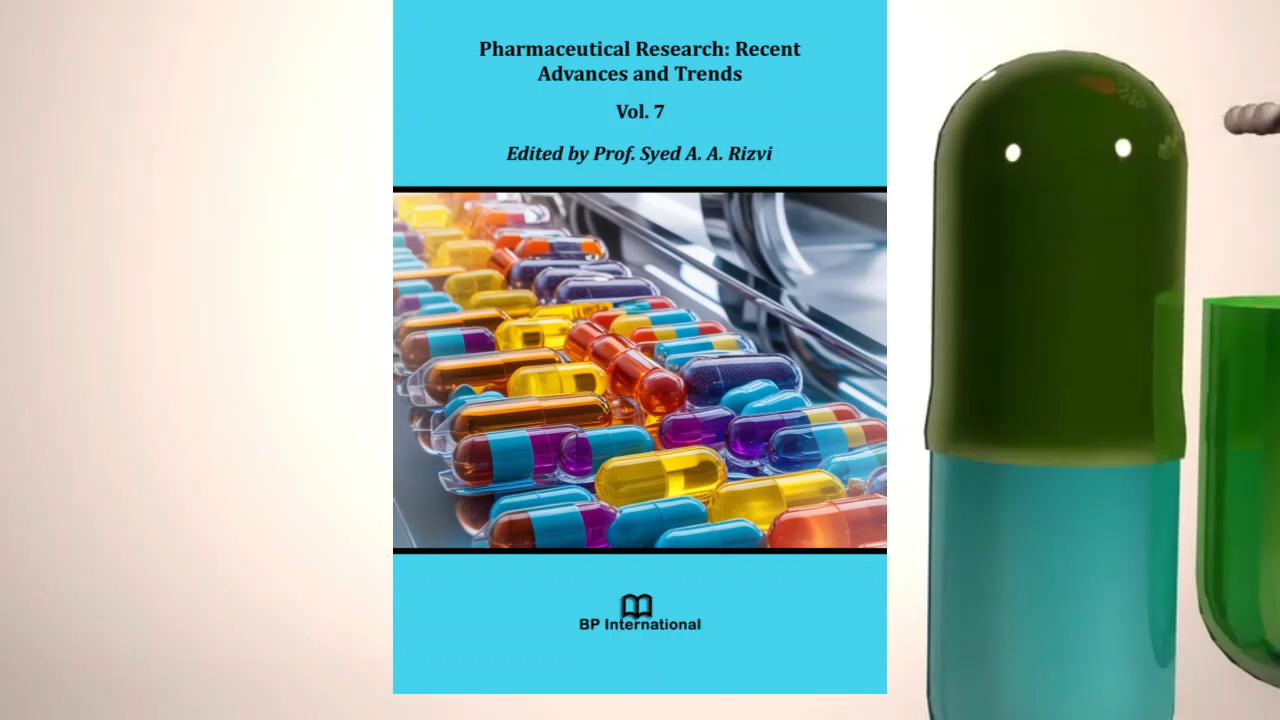 Pharmaceutical Research: Recent
Advances and Trends
Vol. 7
Edited by Prof. Syed A. A. Rizvi
BP International